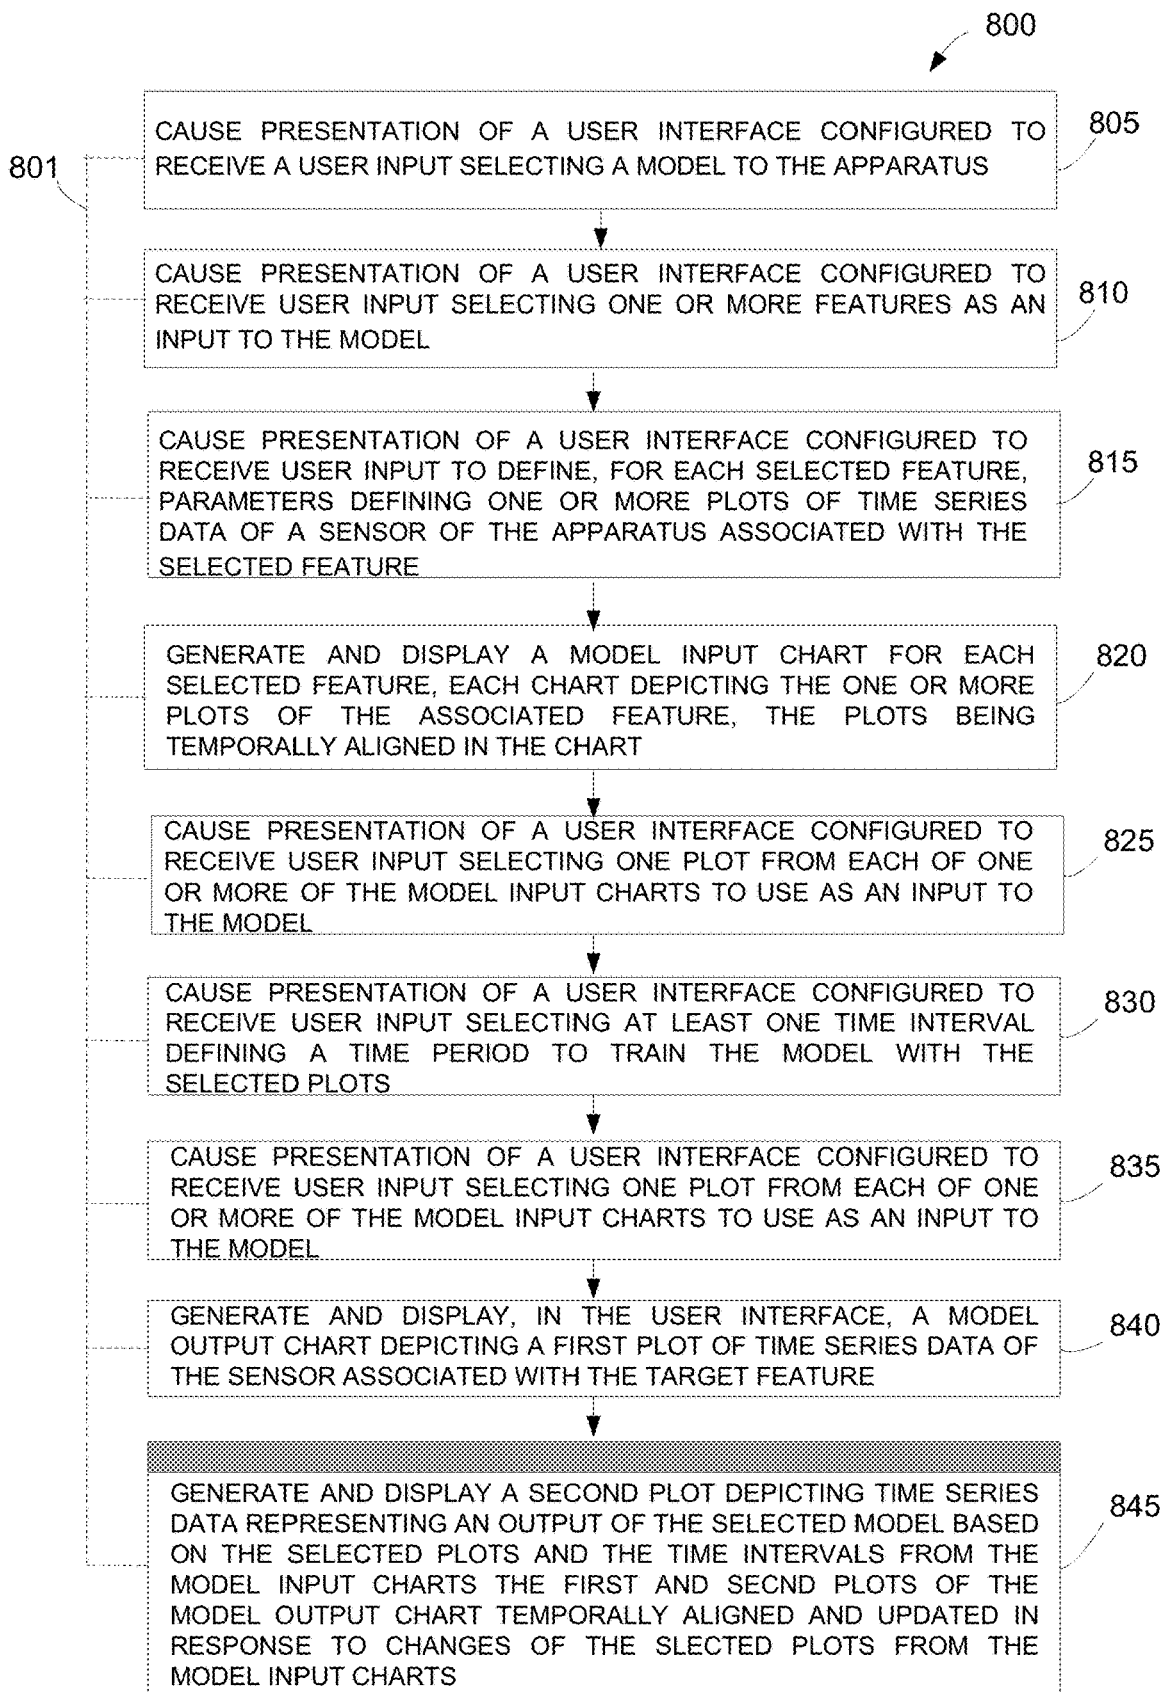 800
CAUSE PRESENTATION OF A USER INTERFACE CONFIGURED TO
RECEIVE A USER INPUT SELECTING A MODEL TO THE APPARATUS
805
801
CAUSE PRESENTATION OF A USER INTERFACE CONFIGURED TO
RECEIVE USER INPUT SELECTING ONE OR MORE FEATURES AS AN
INPUT TO THE MODEL
810
CAUSE PRESENTATION OF A USER INTERFACE CONFIGURED TO
RECEIVE USER INPUT TO DEFINE, FOR EACH SELECTED FEATURE,
PARAMETERS DEFINING ONE OR MORE PLOTS OF TIME SERIES
DATA OF A SENSOR OF THE APPARATUS ASSOCIATED WITH THE
SELECTED FEATURE
815
GENERATE AND DISPLAY A MODEL INPUT CHART FOR EACH
SELECTED FEATURE, EACH CHART DEPICTING THE ONE OR MORE
PLOTS OF THE ASSOCIATED FEATURE, THE PLOTS BEING
TEMPORALLY ALIGNED IN THE CHART
820
CAUSE PRESENTATION OF A USER INTERFACE CONFIGURED TO
RECEIVE USER INPUT SELECTING ONE PLOT FROM EACH OF ONE
OR MORE OF THE MODEL INPUT CHARTS TO USE AS AN INPUT TO
THE MODEL
825
CAUSE PRESENTATION OF A USER INTERFACE CONFIGURED TO
RECEIVE USER INPUT SELECTING AT LEAST ONE TIME INTERVAL
DEFINING A TIME PERIOD TO TRAIN THE MODEL WITH THE
SELECTED PLOTS
830
CAUSE PRESENTATION OF A USER INTERFACE CONFIGURED TO
RECEIVE USER INPUT SELECTING ONE PLOT FROM EACH OF ONE
OR MORE OF THE MODEL INPUT CHARTS TO USE AS AN INPUT TO
THE MODEL
835
GENERATE AND DISPLAY, IN THE USER INTERFACE, A MODEL
OUTPUT CHART DEPICTING A FIRST PLOT OF TIME SERIES DATA OF
THE SENSOR ASSOCIATED WITH THE TARGET FEATURE
840
GENERATE AND DISPLAY A SECOND PLOT DEPICTING TIME SERIES
DATA REPRESENTING AN OUTPUT OF THE SELECTED MODEL BASED
ON THE SELECTED PLOTS AND THE TIME INTERVALS FROM THE
MODEL INPUT CHARTS THE FIRST AND SECND PLOTS OF THE
MODEL OUTPUT CHART TEMPORALLY ALIGNED AND UPDATED IN
RESPONSE TO CHANGES OF THE SLECTED PLOTS FROM THE
MODEL INPUT CHARTS
845